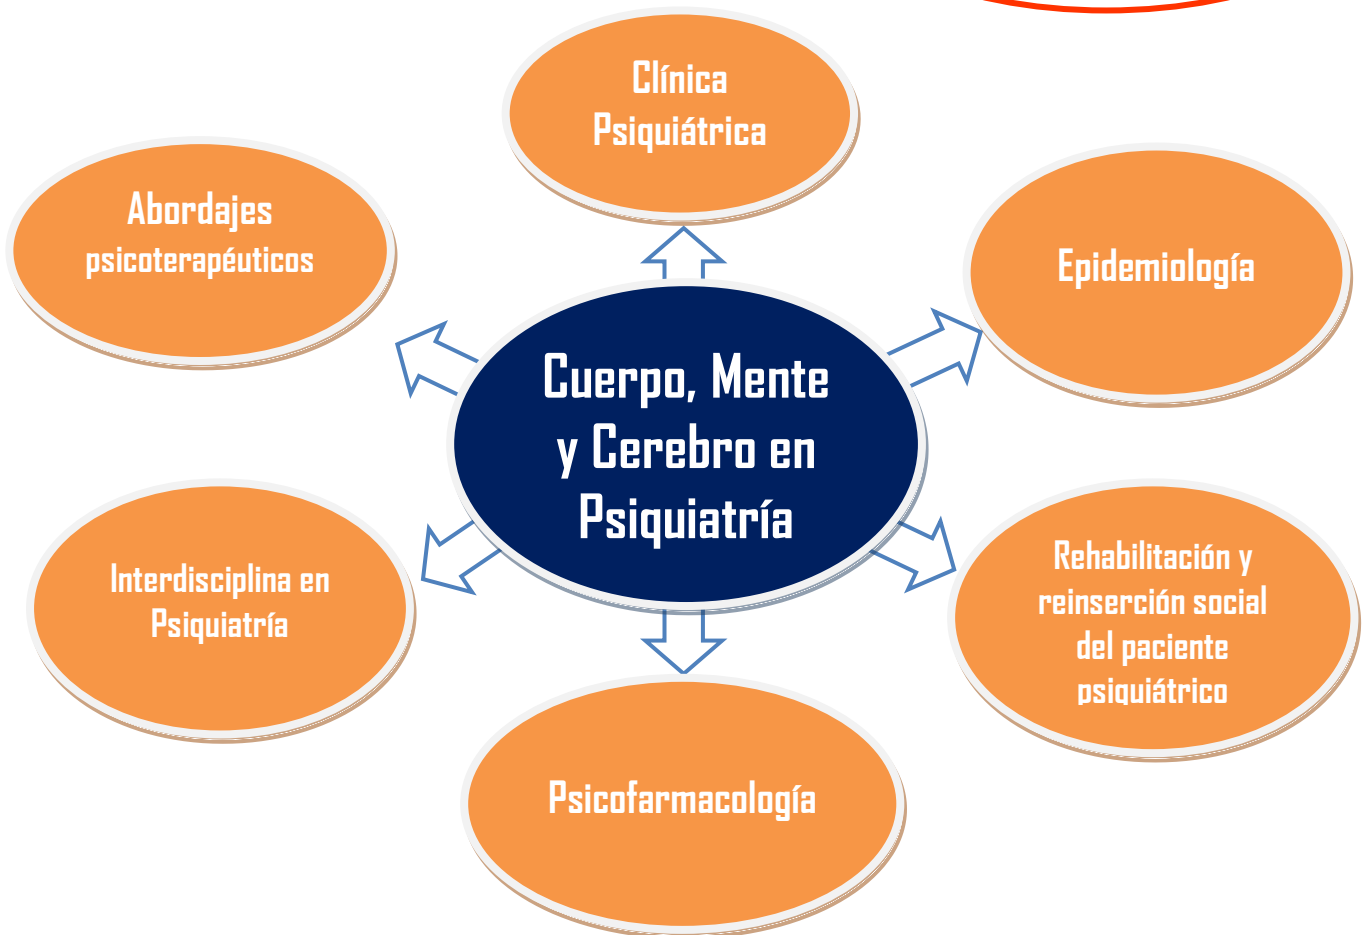 Clínica
Psiquiátrica
Abordajes
psicoterapéuticos
Epidemiología
Cuerpo, Mente
y Cerebro en
Psiquiatría
Interdisciplina en
Psiquiatría
Rehabilitación y
reinserción social
del paciente
psiquiátrico
Psicofarmacología